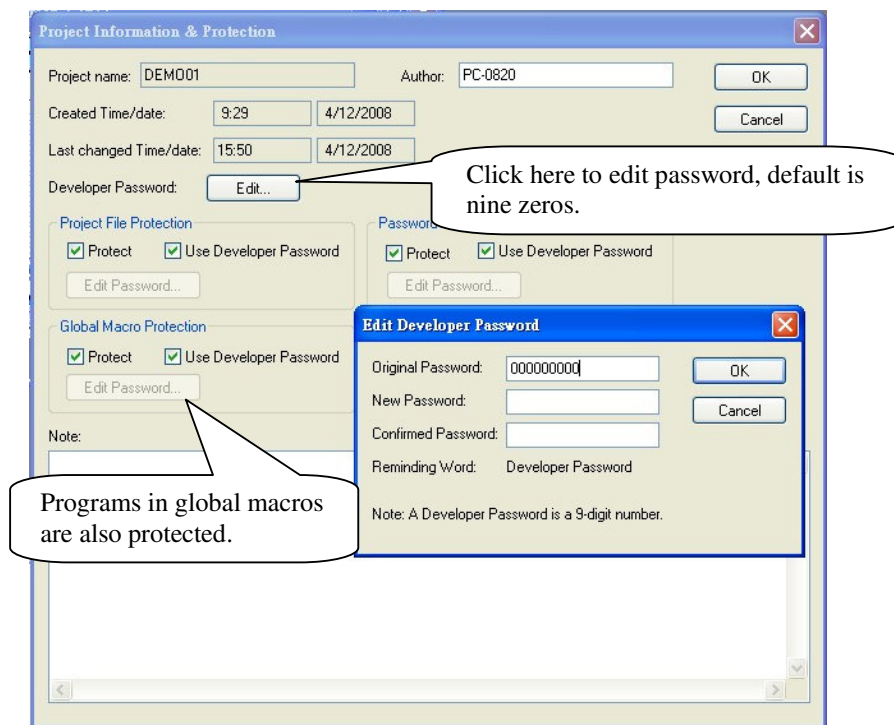 Project Information & Protection
Project name: DEMO01 Author: PC-0820 OK
Created Time/date: 9:29 4/12/2008 Cancel
Last changed Time/date: 15:50 4/12/2008
Developer Password: Edit...
Click here to edit password, default is
nine zeros.
Project File Protection
Protect Use Developer Password
Edit Password...
Password
Protect Use Developer Password
Edit Password...
Global Macro Protection
Protect Use Developer Password
Edit Password...
Note:
Programs in global macros
are also protected.
Edit Developer Password
Original Password: 000000000 OK
New Password: Cancel
Confirmed Password:
Reminding Word: Developer Password
Note: A Developer Password is a 9-digit number.